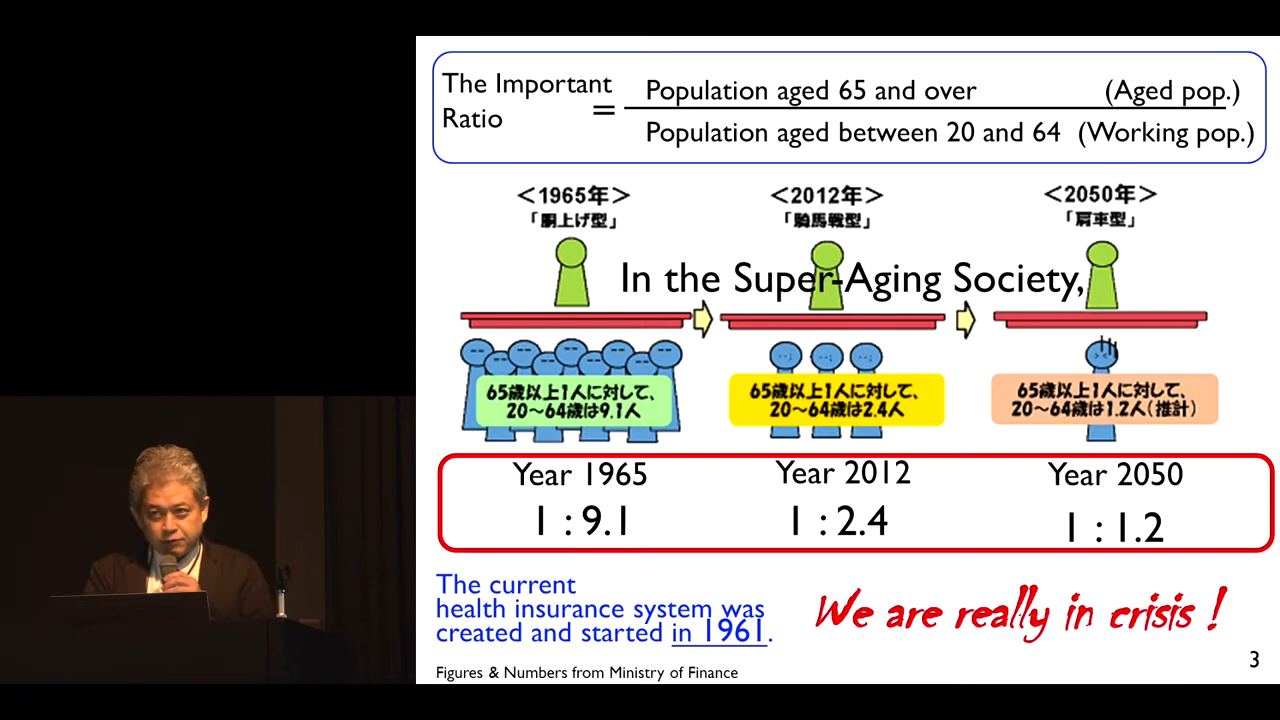 The Important
Ratio
=
Population aged 65 and over (Aged pop.)
Population aged between 20 and 64 (Working pop.)
＜1965年＞
「胴上げ型」
＜2012年＞
「騎馬戦型」
＜2050年＞
「肩車型」
In the Super-Aging Society,
65歳以上1人に対して、
20～64歳は9.1人
65歳以上1人に対して、
20～64歳は2.4人
65歳以上1人に対して、
20～64歳は1.2人(推計)
Year 1965
1 : 9.1
Year 2012
1 : 2.4
Year 2050
1 : 1.2
The current
health insurance system was
created and started in 1961.
We are really in crisis !
Figures & Numbers from Ministry of Finance
3